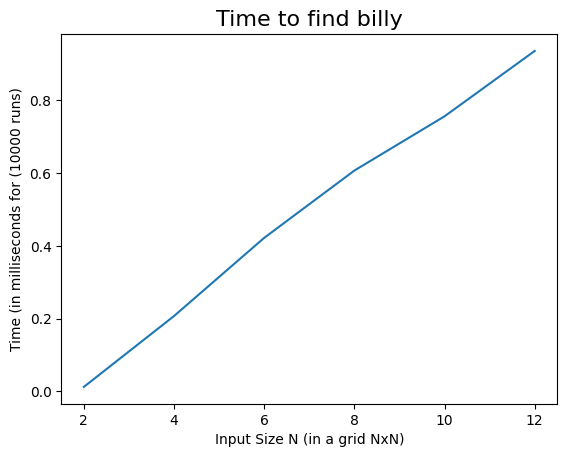 Time to find billy
Time (in milliseconds for (10000 runs)
0.8
0.6
0.4
0.2
0.0
2 4 6 8 10 12
Input Size N (in a grid NxN)